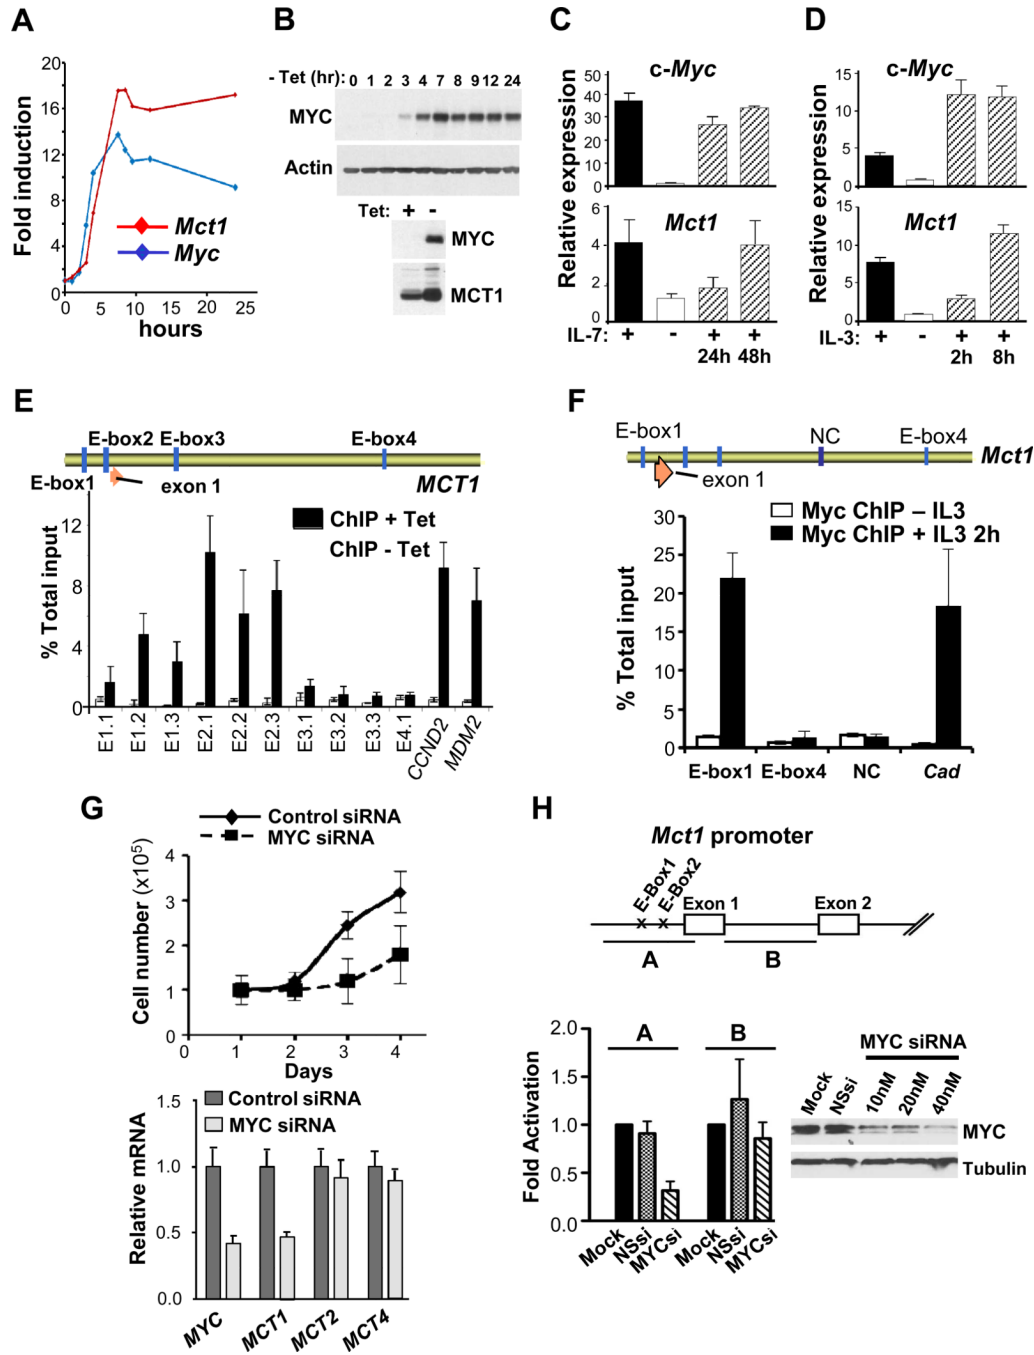 A
Fold induction
20
16
12
8
4
0
0 5 10 15 20 25
hours
Mct1
Myc
B
- Tet (hr): 0 1 2 3 4 7 8 9 12 24
MYC
Actin
Tet: + -
MYC
MCT1
C
c-Myc
Relative expression
50
40
30
20
10
0
Mct1
6
4
2
0
IL-7: + - + +
24h 48h
D
c-Myc
Relative expression
15
10
5
0
Mct1
15
10
5
0
IL-3: + - + +
2h 8h
E
E-box2 E-box3 E-box4
E-box1 exon 1 MCT1
ChIP + Tet
ChIP - Tet
% Total input
12
8
4
0
E1.1 E1.2 E1.3 E2.1 E2.2 E2.3 E3.1 E3.2 E3.3 E4.1 CCND2 MDM2
F
E-box1 NC E-box4
Mct1
exon 1
Myc ChIP – IL3
Myc ChIP + IL3 2h
% Total input
30
25
20
15
10
5
0
E-box1 E-box4 NC Cad
G
Control siRNA
MYC siRNA
Cell number (x10⁵)
4
3
2
1
0
0 1 2 3 4
Days
Control siRNA
MYC siRNA
Relative mRNA
1.5
1.0
0.5
0
MYC MCT1 MCT2 MCT4
H
Mct1 promoter
E-Box1 E-Box2
x x
Exon 1 Exon 2
A B
Fold Activation
2.0
1.5
1.0
0.5
0.0
A B
Mock NSsi MYCsi Mock NSsi MYCsi
MYC siRNA
Mock NSsi 10nM 20nM 40nM
MYC
Tubulin